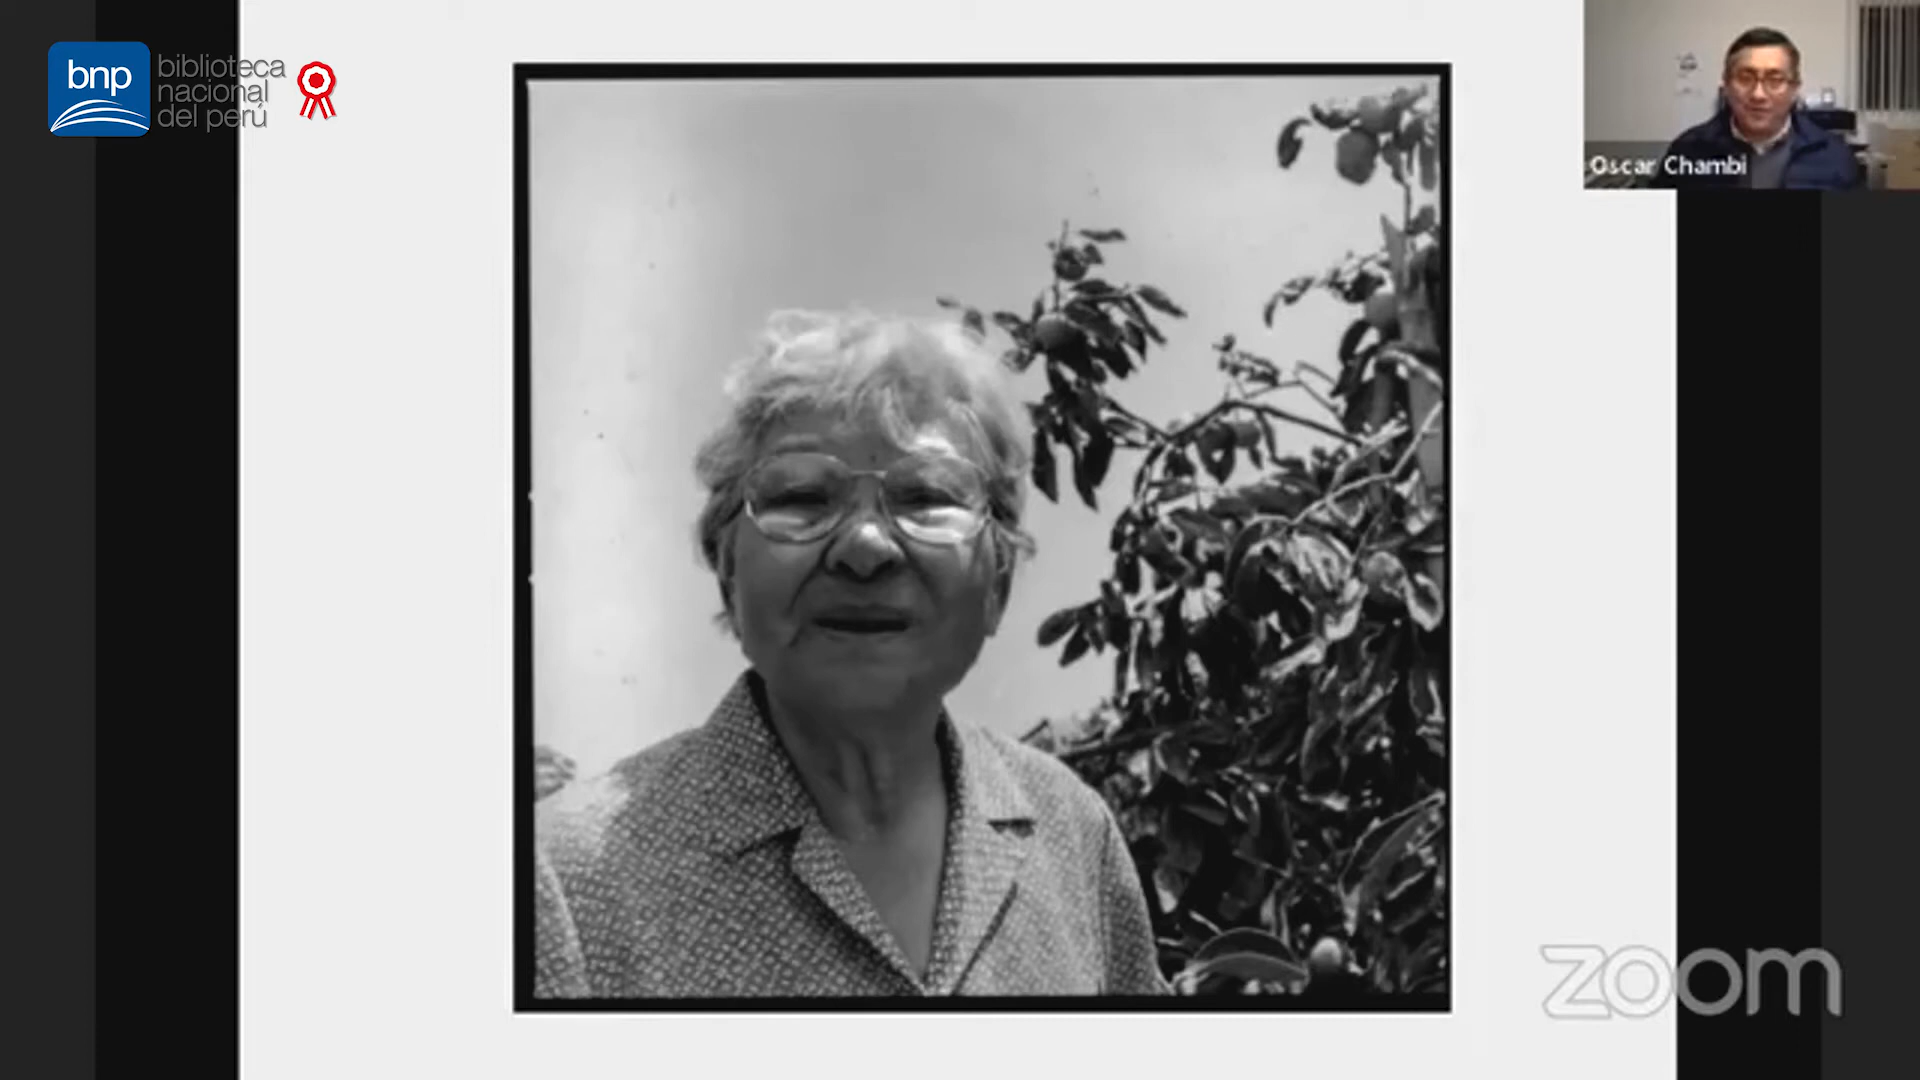 bnp
biblioteca
nacional
del perú
Oscar Chambi
zoom